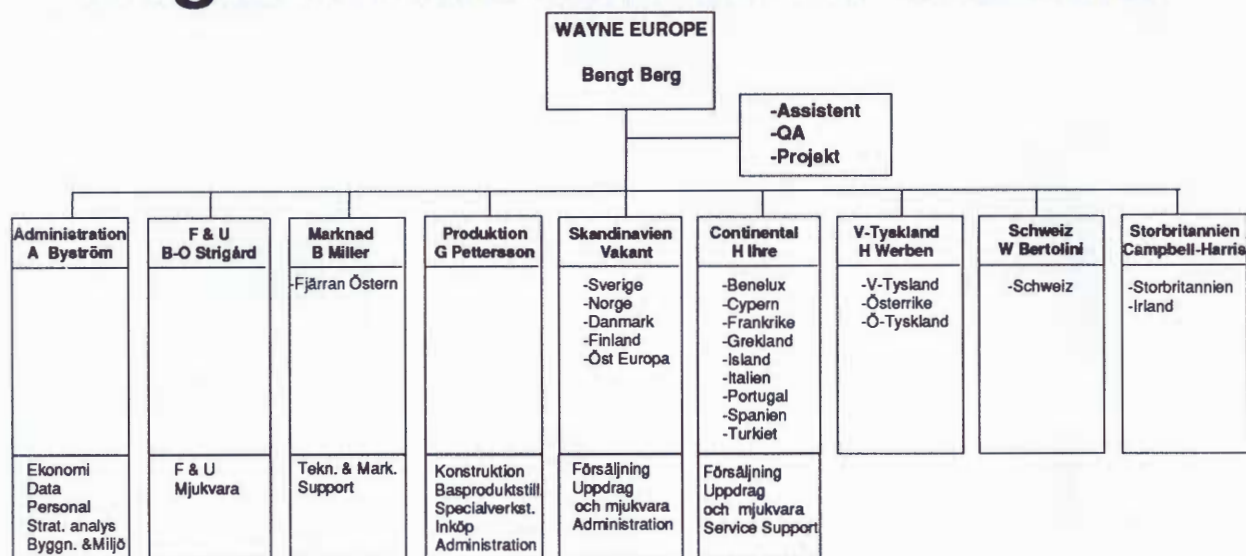 WAYNE EUROPE
Bengt Berg
-Assistent
-QA
-Projekt
Administration
A Byström
Ekonomi
Data
Personal
Strat. analys
Byggn. &Miljö
F & U
B-O Strigård
F & U
Mjukvara
Marknad
B Miller
-Fjärran Östern
Tekn. & Mark.
Support
Produktion
G Pettersson
Konstruktion
Basproduktstill.
Specialverkst.
Inköp
Administration
Skandinavien
Vakant
-Sverige
-Norge
-Danmark
-Finland
-Öst Europa
Försäljning
Uppdrag
och mjukvara
Administration
Continental
H Ihre
-Benelux
-Cypern
-Frankrike
-Grekland
-Island
-Italien
-Portugal
-Spanien
-Turkiet
Försäljning
Uppdrag
och mjukvara
Service Support
V-Tyskland
H Werben
-V-Tysland
-Österrike
-Ö-Tyskland
Schweiz
W Bertolini
-Schweiz
Storbritannien
Campbell-Harris
-Storbritannien
-Irland